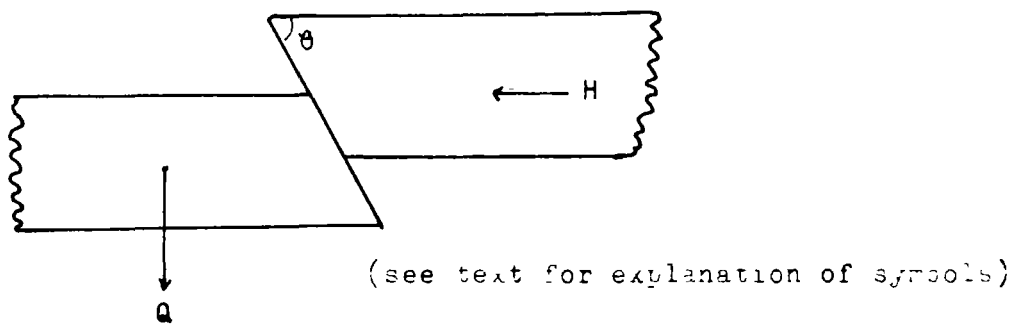 θ
H
(see text for explanation of symbols)
Q